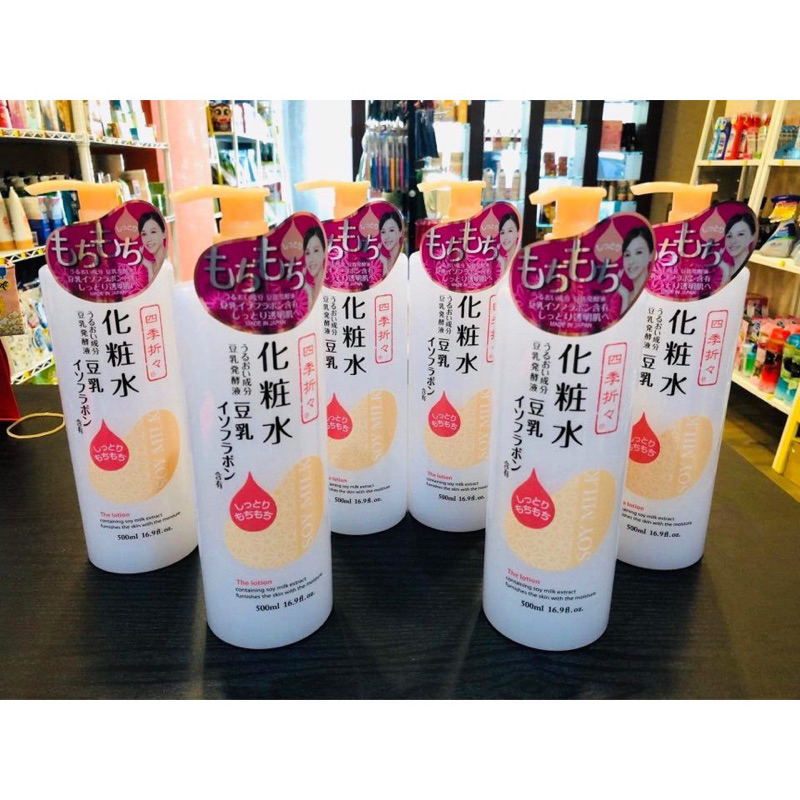 しっとり
もちもち
うるおい成分 豆乳発酵液
豆乳イソフラボン含有
しっとり透明肌へ
MADE IN JAPAN
四季折々
化粧水
うるおい成分
豆乳発酵液
豆乳
イソフラボン
含有
しっとり
もちもち
SOY MILK
The lotion
containing soy milk extract
furnishes the skin with the moisture
500ml 16.9fl.oz.